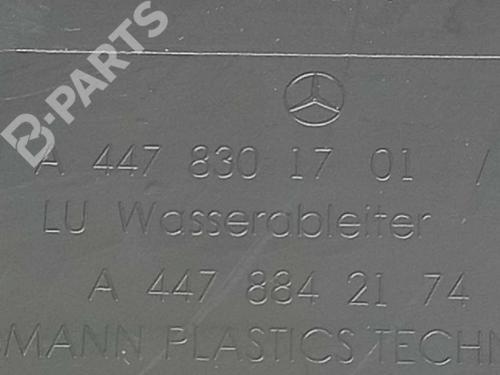 B-PARTS
A 447 830 17 01 /
LU Wasserableiter
A 447 884 21 74
MANN PLASTICS TECHN